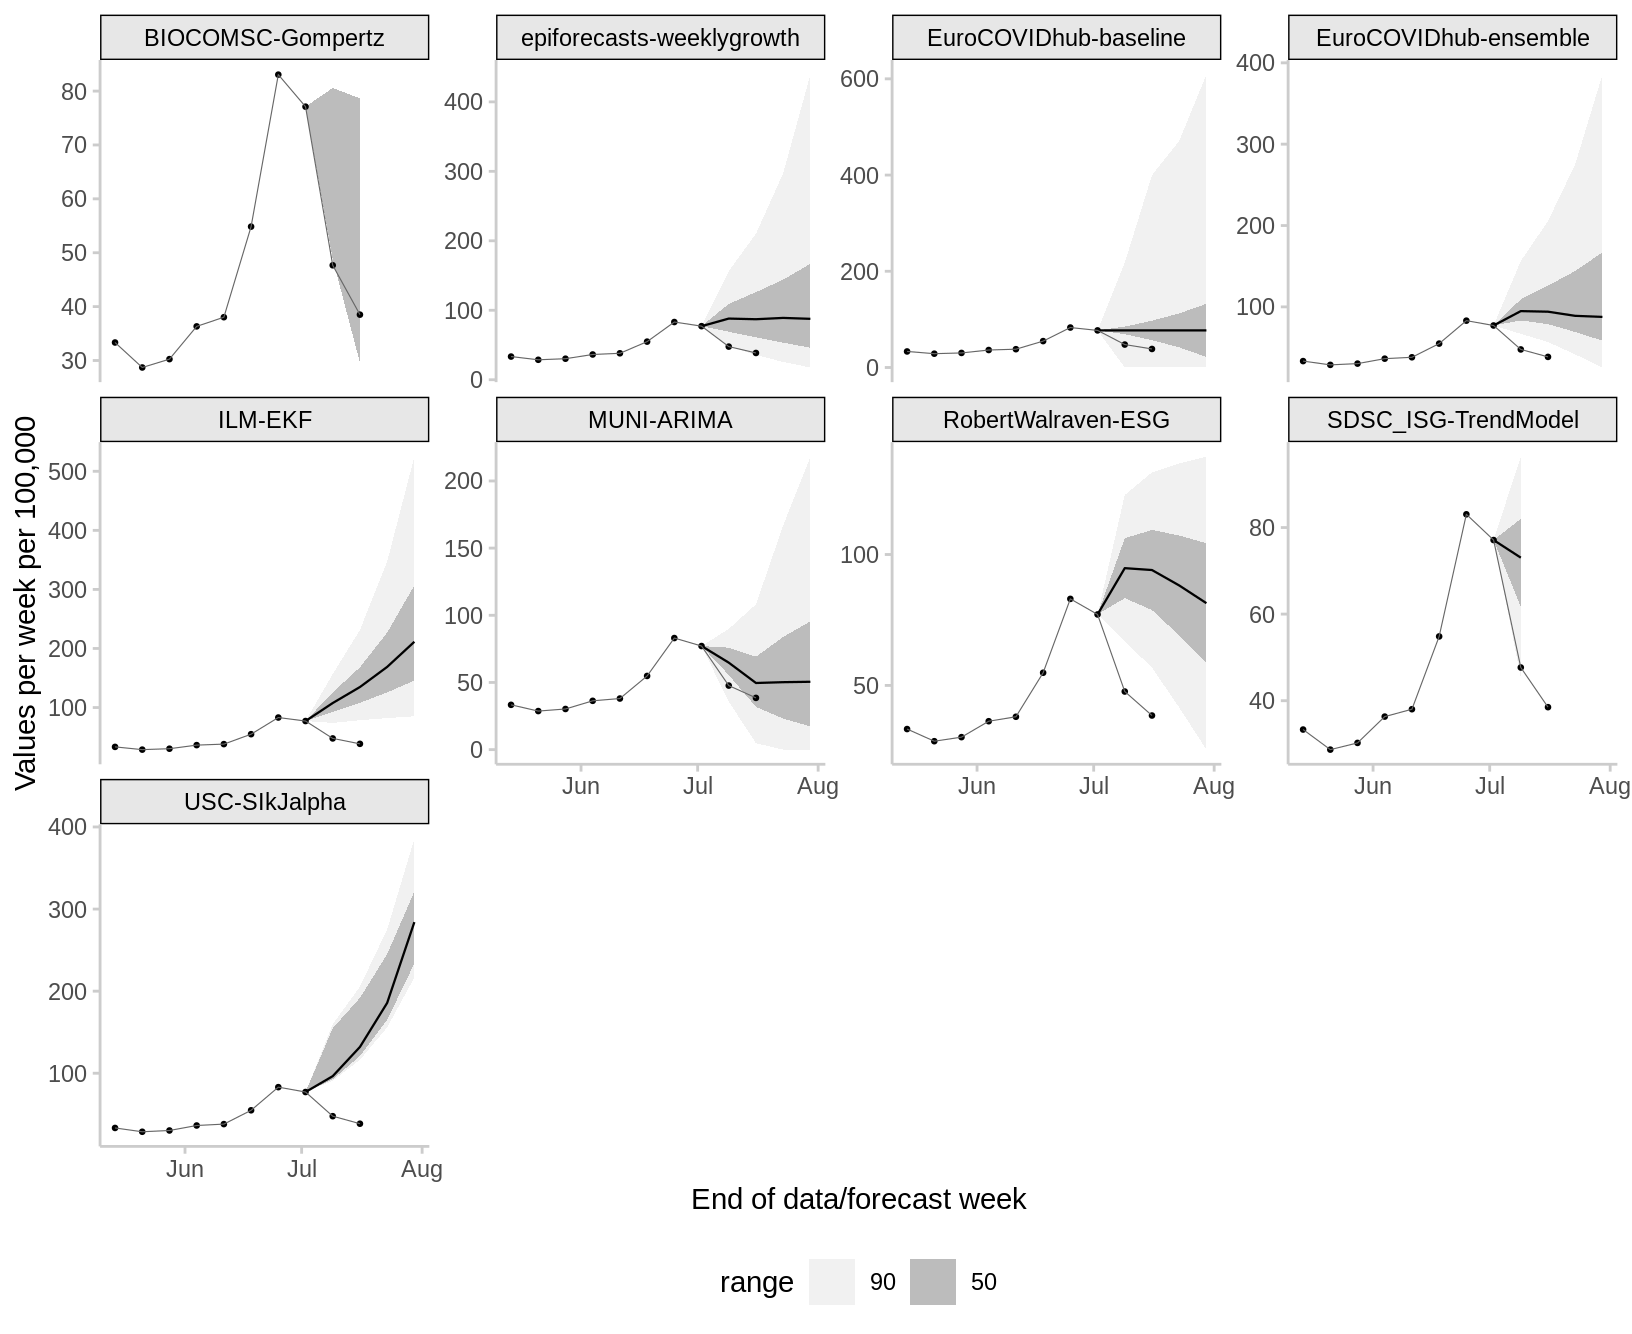 BIOCOMSC-Gompertz
epiforecasts-weeklygrowth
EuroCOVIDhub-baseline
EuroCOVIDhub-ensemble
80
70
60
50
40
30
400
300
200
100
0
600
400
200
0
400
300
200
100
Values per week per 100,000
ILM-EKF
MUNI-ARIMA
RobertWalraven-ESG
SDSC_ISG-TrendModel
500
400
300
200
100
200
150
100
50
0
100
50
80
60
40
Jun Jul Aug
Jun Jul Aug
Jun Jul Aug
USC-SIkJalpha
400
300
200
100
Jun Jul Aug
End of data/forecast week
range 90 50